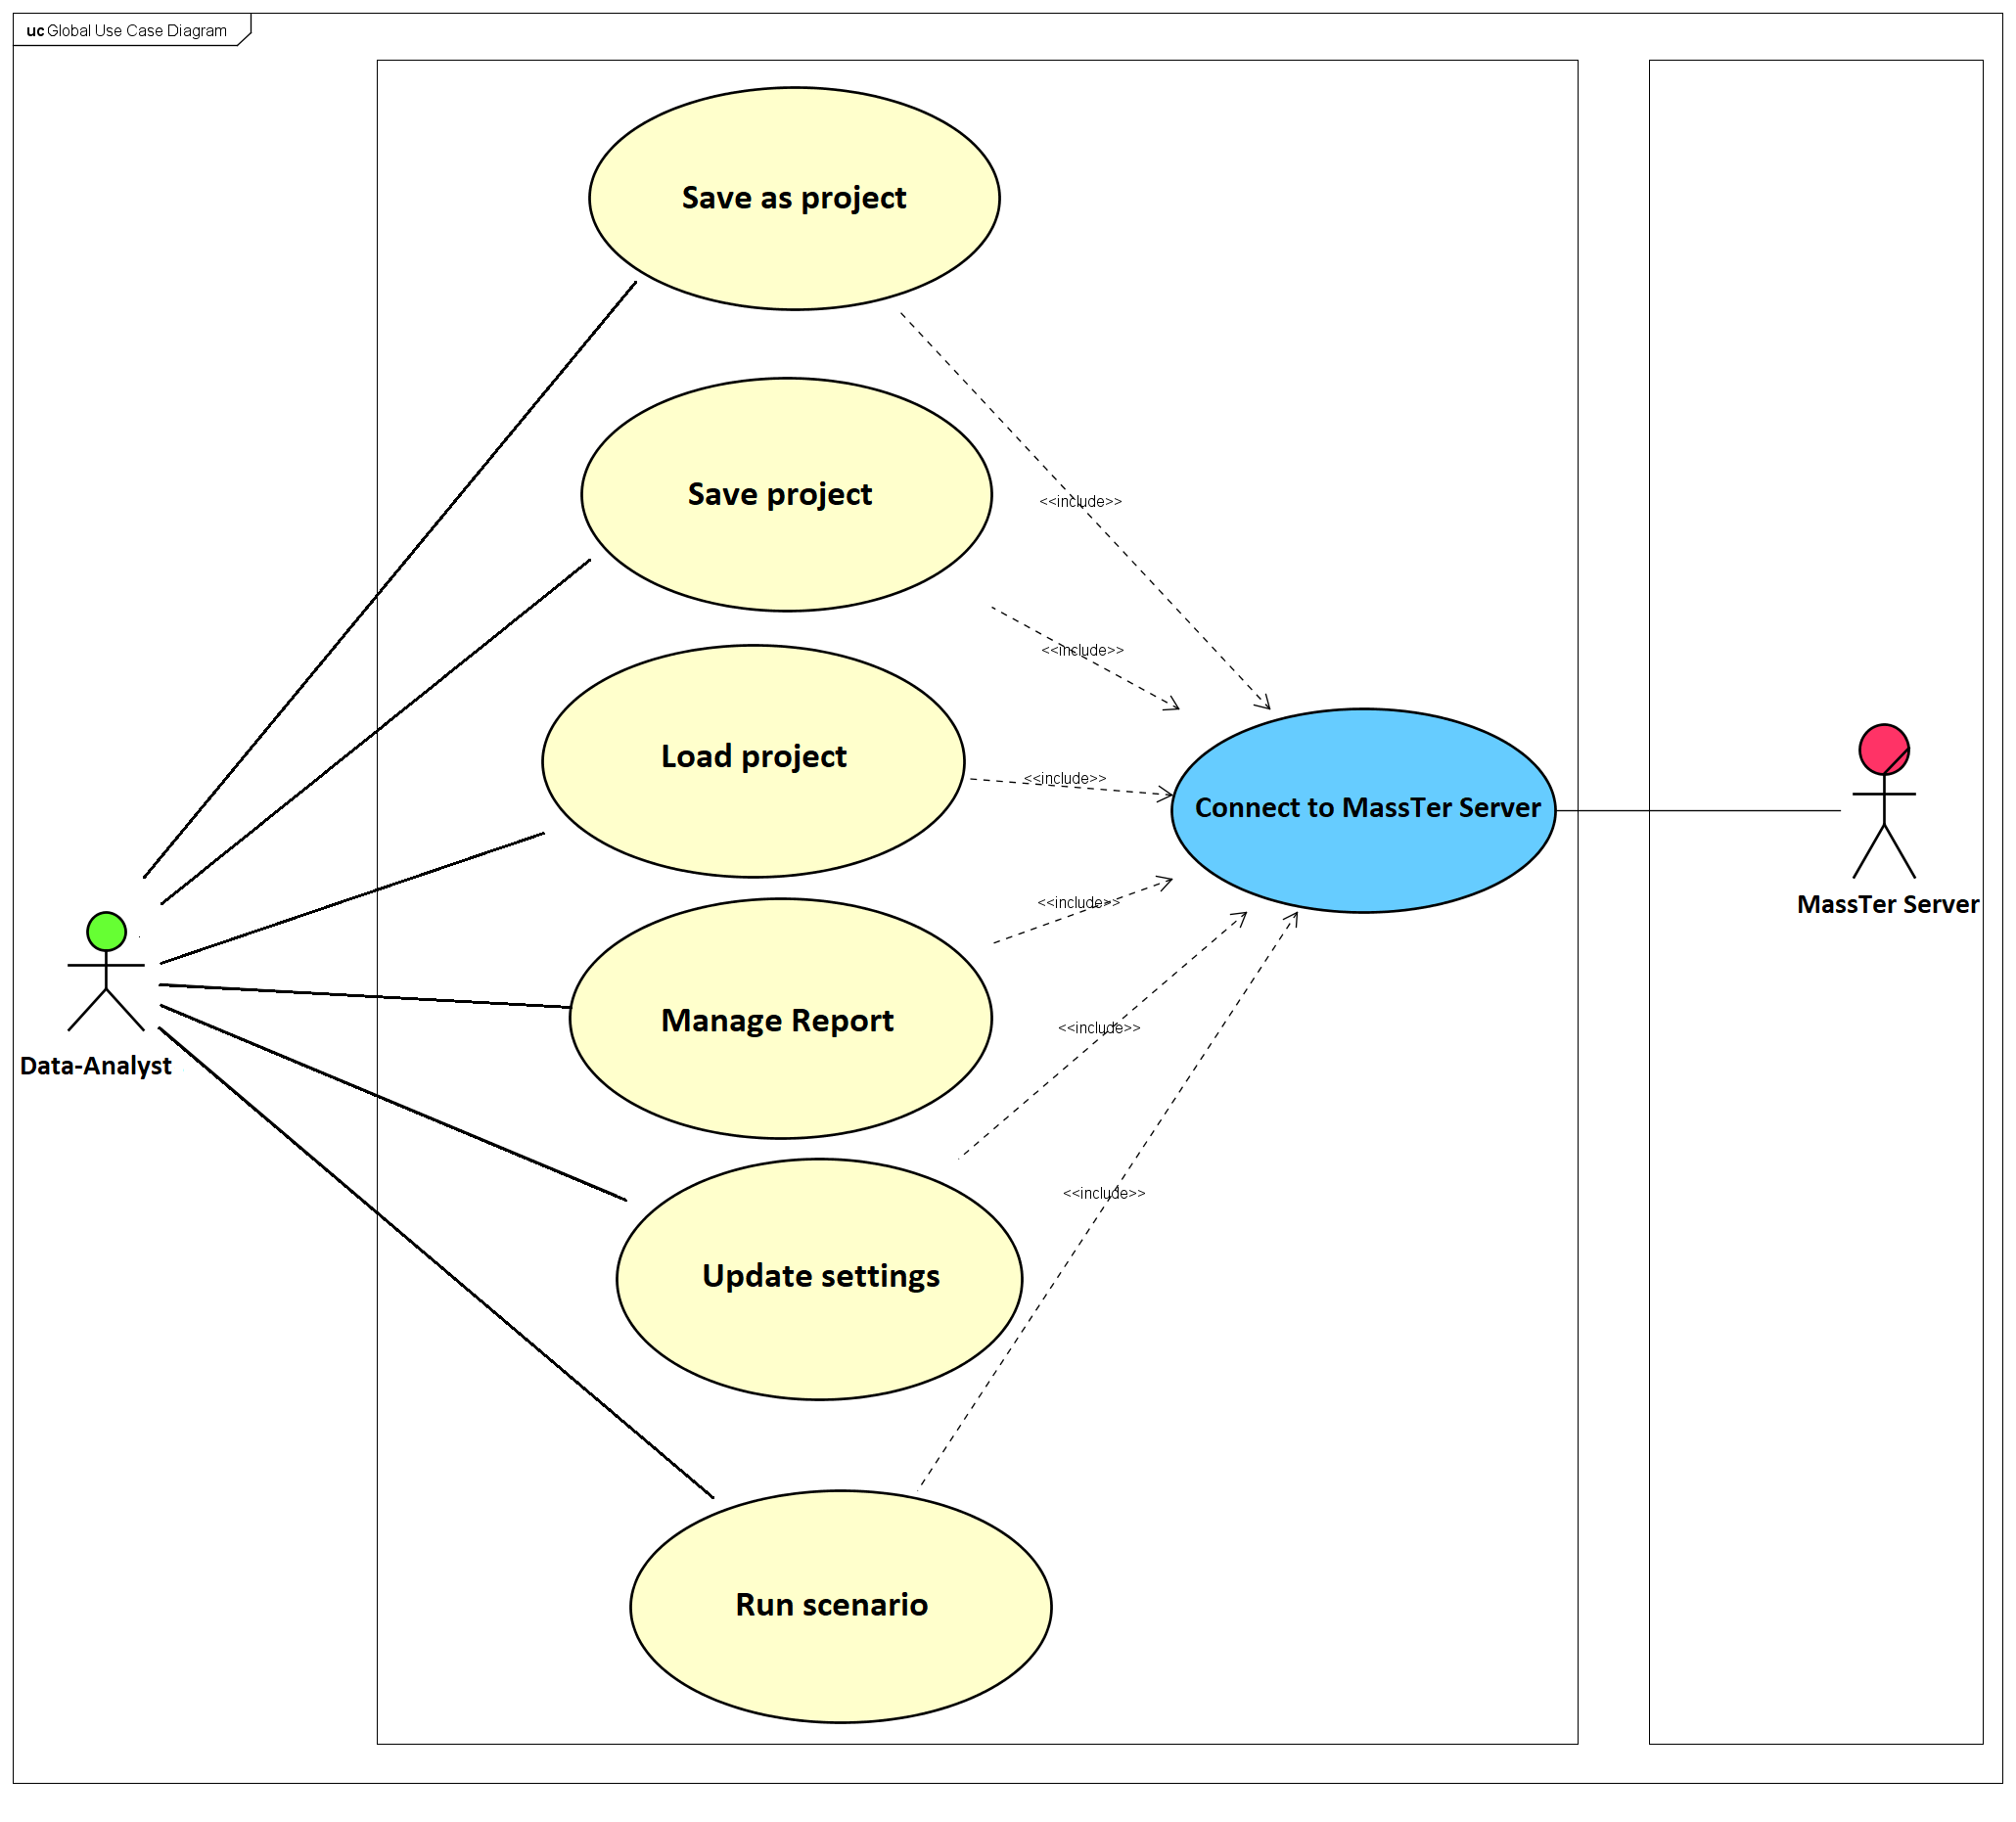 uc Global Use Case Diagram
Save as project
<<include>>
Save project
<<include>>
Load project
<<include>>
Connect to MassTer Server
MassTer Server
<<include>>
Manage Report
Data-Analyst
<<include>>
Update settings
<<include>>
Run scenario